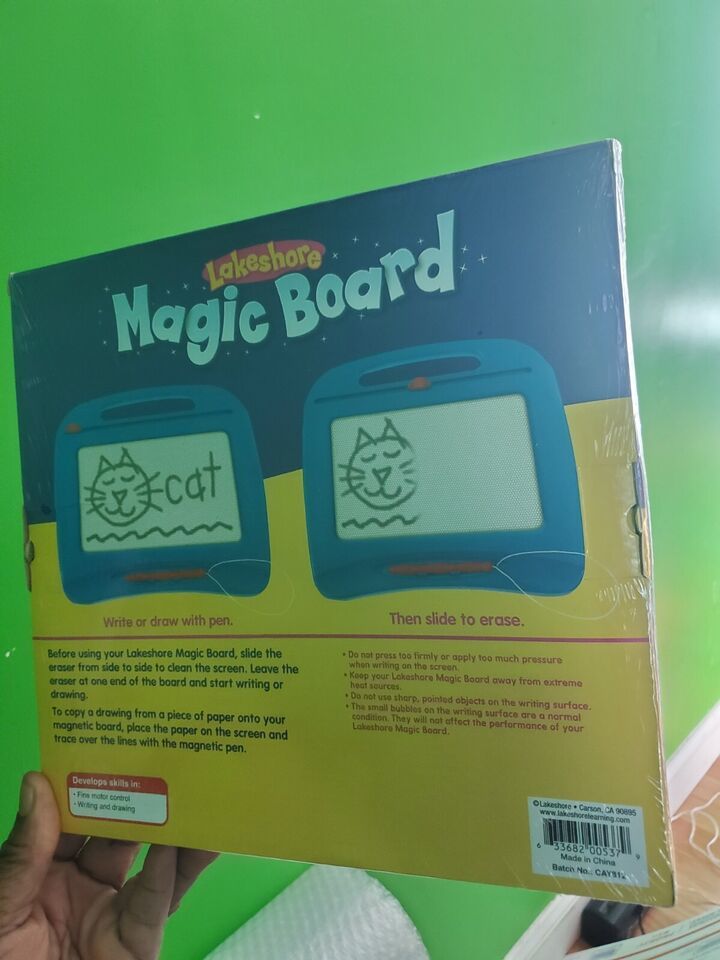 Lakeshore
Magic Board
cat
Write or draw with pen.
Then slide to erase.
Before using your Lakeshore Magic Board, slide the
eraser from side to side to clean the screen. Leave the
eraser at one end of the board and start writing or
drawing.
To copy a drawing from a piece of paper onto your
magnetic board, place the paper on the screen and
trace over the lines with the magnetic pen.
• Do not press too firmly or apply too much pressure
when writing on the screen.
• Keep your Lakeshore Magic Board away from extreme
heat sources.
• Do not use sharp, pointed objects on the writing surface.
• The small bubbles on the writing surface are a normal
condition. They will not affect the performance of your
Lakeshore Magic Board.
Develops skills in:
• Fine motor control
• Writing and drawing
© Lakeshore • Carson, CA 90895
www.lakeshorelearning.com
6 33682 00537 9
Made in China
Batch No.: